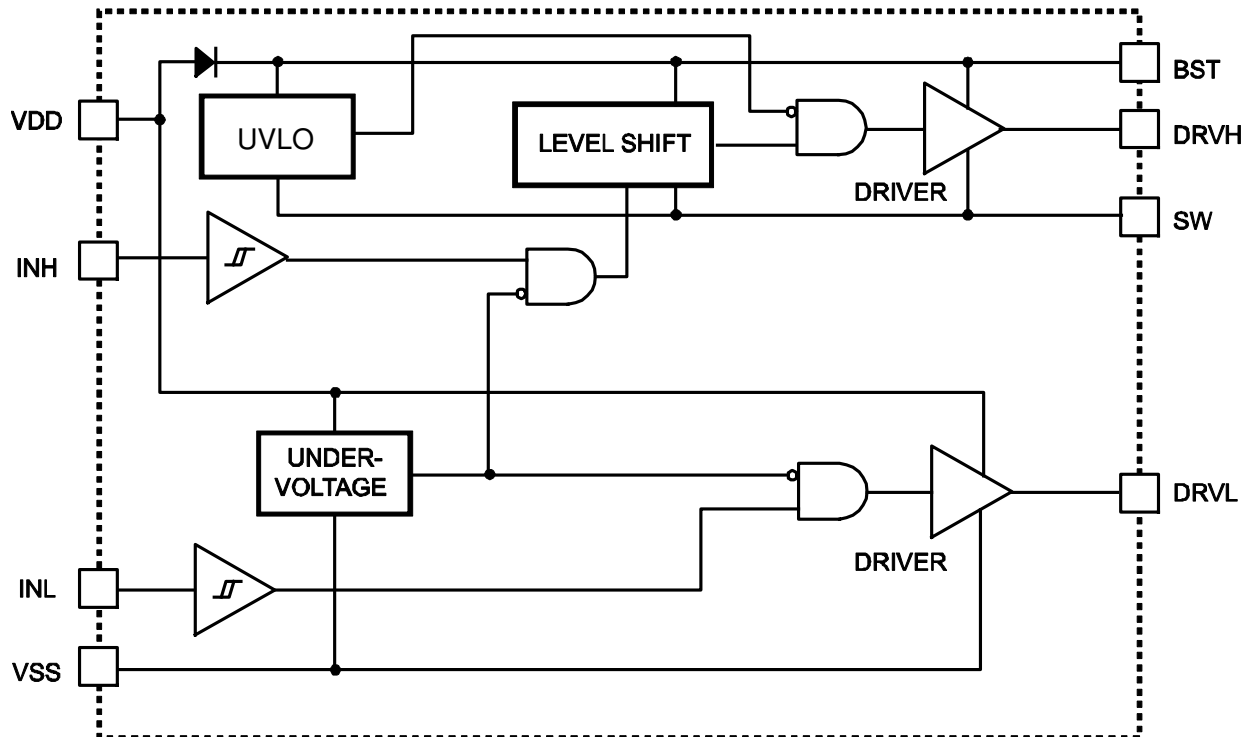 BST
VDD
UVLO
LEVEL SHIFT
DRVH
DRIVER
SW
INH
UNDER-
VOLTAGE
DRVL
DRIVER
INL
VSS